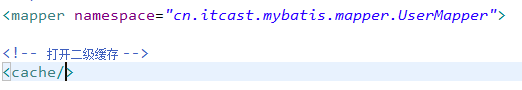 <mapper namespace="cn.itcast.mybatis.mapper.UserMapper">
<!-- 打开二级缓存 -->
<cache/>